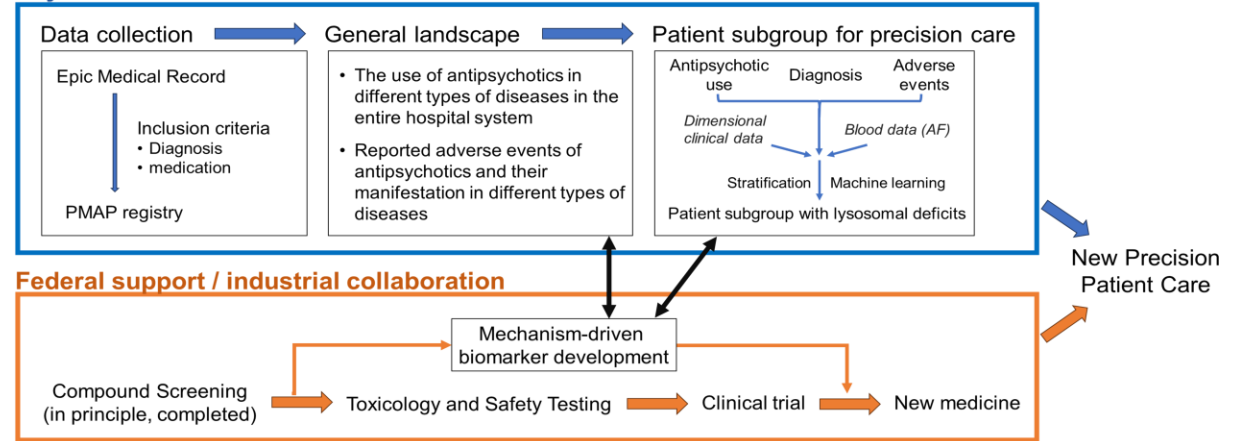 Data collection
General landscape
Patient subgroup for precision care
Epic Medical Record
Inclusion criteria
• Diagnosis
• medication
PMAP registry
• The use of antipsychotics in
different types of diseases in the
entire hospital system
• Reported adverse events of
antipsychotics and their
manifestation in different types of
diseases
Antipsychotic
use
Diagnosis
Adverse
events
Dimensional
clinical data
Blood data (AF)
Stratification
Machine learning
Patient subgroup with lysosomal deficits
New Precision
Patient Care
Federal support / industrial collaboration
Mechanism-driven
biomarker development
Compound Screening
(in principle, completed)
Toxicology and Safety Testing
Clinical trial
New medicine